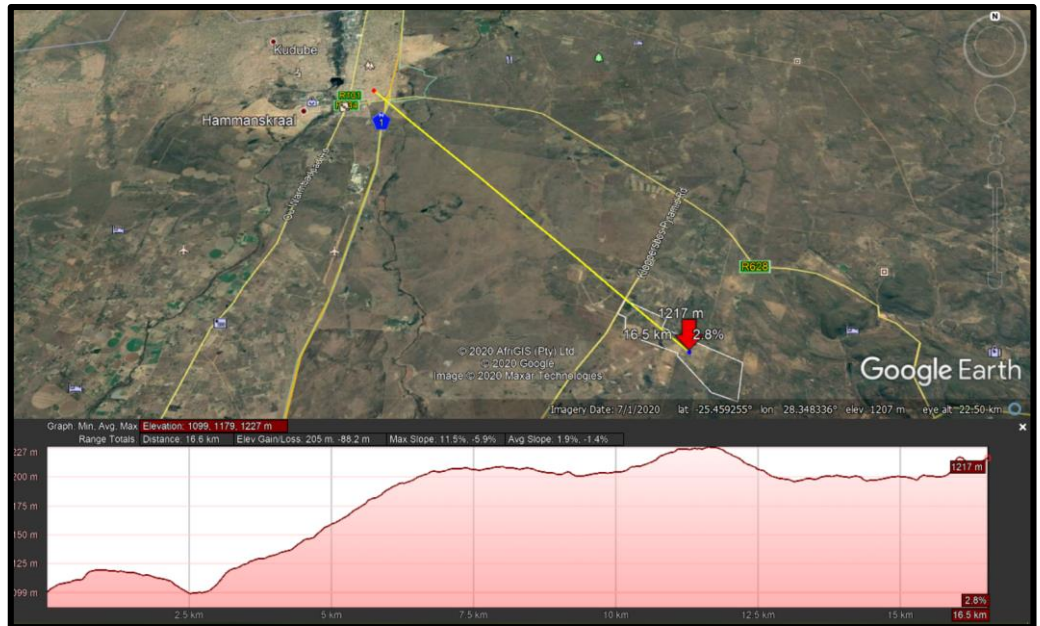 Kudube
R101
Hammanskraal
1
Kloppersbos Pyramid Rd
R628
1217 m
16.5 km
2.8%
© 2020 AfriGIS (Pty) Ltd
© 2020 Google
Image © 2020 Maxar Technologies
Google Earth
N
Imagery Date: 7/1/2020 lat -25.459255° lon 28.348336° elev 1207 m eye alt 22.50 km
Graph: Min, Avg, Max Elevation: 1099, 1179, 1227 m
Range Totals: Distance: 16.6 km Elev Gain/Loss: 205 m, -88.2 m Max Slope: 11.5%, -5.9% Avg Slope: 1.9%, -1.4%
227 m
200 m
175 m
150 m
125 m
099 m
1217 m
2.8%
2.5 km
5 km
7.5 km
10 km
12.5 km
15 km
16.5 km